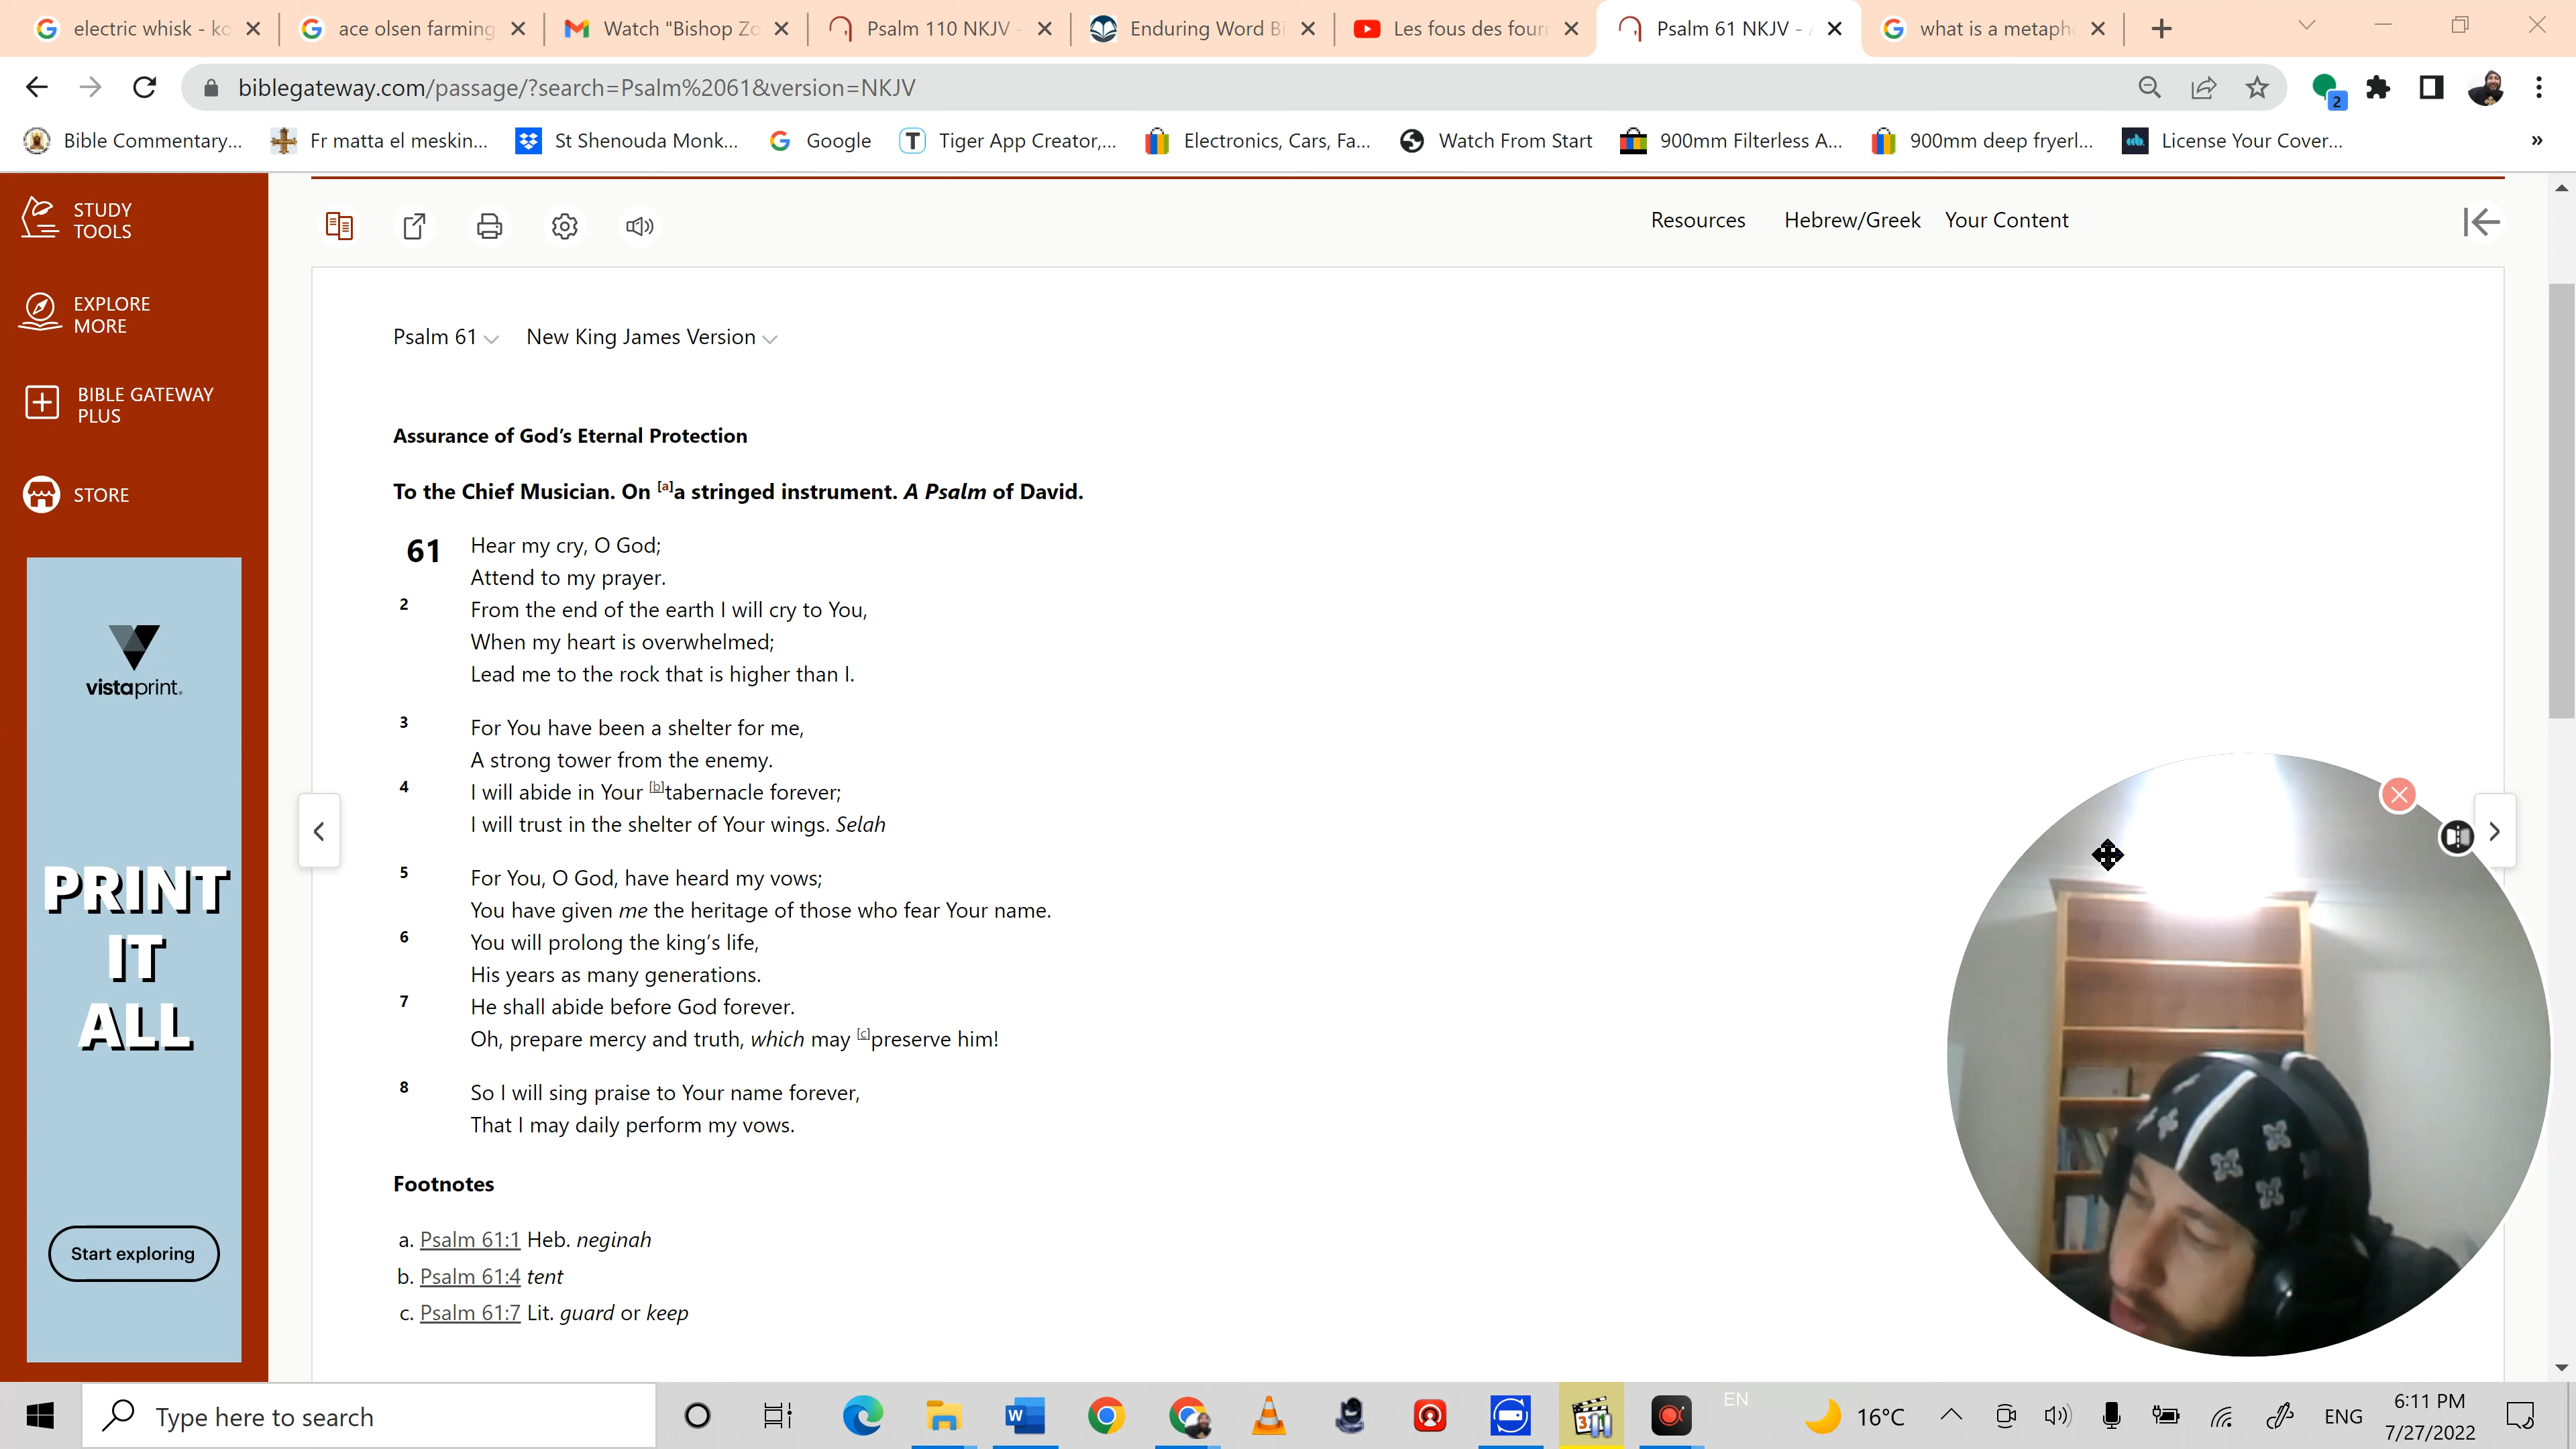 electric whisk - ko
ace olsen farming
Watch "Bishop Zo
Psalm 110 NKJV -
Enduring Word Bi
Les fous des four
Psalm 61 NKJV -
what is a metaph
biblegateway.com/passage/?search=Psalm%2061&version=NKJV
2
Bible Commentary...
Fr matta el meskin...
St Shenouda Monk...
Google
Tiger App Creator,...
Electronics, Cars, Fa...
Watch From Start
900mm Filterless A...
900mm deep fryerl...
License Your Cover...
»
STUDY
TOOLS
EXPLORE
MORE
BIBLE GATEWAY
PLUS
STORE
vistaprint.
PRINT
IT
ALL
Start exploring
Resources Hebrew/Greek Your Content
Psalm 61 New King James Version
Assurance of God's Eternal Protection
To the Chief Musician. On [a]a stringed instrument. A Psalm of David.
61 Hear my cry, O God;
Attend to my prayer.
2 From the end of the earth I will cry to You,
When my heart is overwhelmed;
Lead me to the rock that is higher than I.
3 For You have been a shelter for me,
A strong tower from the enemy.
4 I will abide in Your [b]tabernacle forever;
I will trust in the shelter of Your wings. Selah
5 For You, O God, have heard my vows;
You have given me the heritage of those who fear Your name.
6 You will prolong the king's life,
His years as many generations.
7 He shall abide before God forever.
Oh, prepare mercy and truth, which may [c]preserve him!
8 So I will sing praise to Your name forever,
That I may daily perform my vows.
Footnotes
a. Psalm 61:1 Heb. neginah
b. Psalm 61:4 tent
c. Psalm 61:7 Lit. guard or keep
Type here to search
W
EN
16°C
ENG
6:11 PM
7/27/2022